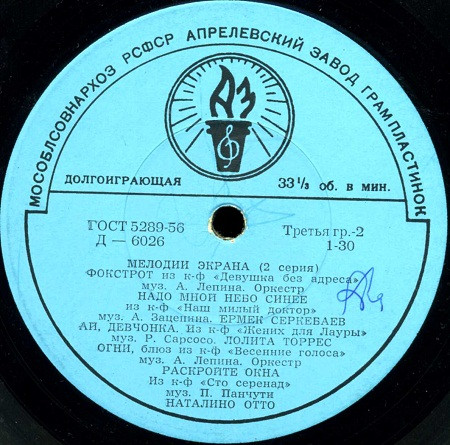 МОСОБЛСОВНАРХОЗ РСФСР АПРЕЛЕВСКИЙ ЗАВОД ГРАМПЛАСТИНОК
АЗ
ДОЛГОИГРАЮЩАЯ 33⅓ об. в мин.
ГОСТ 5289-56 Третья гр.-2
Д — 6026 1-30
МЕЛОДИИ ЭКРАНА (2 серия)
ФОКСТРОТ из к-ф «Девушка без адреса»
муз. А. Лепина. Оркестр
НАДО МНОЙ НЕБО СИНЕЕ
из к-ф «Наш милый доктор»
муз. А. Зацепина. ЕРМЕК СЕРКЕБАЕВ
АЙ, ДЕВЧОНКА. Из к-ф «Жених для Лауры»
муз. Р. Сарсосо. ЛОЛИТА ТОРРЕС
ОГНИ, блюз из к-ф «Весенние голоса»
муз. А. Лепина. Оркестр
РАСКРОЙТЕ ОКНА
Из к-ф «Сто серенад»
муз. П. Панчути
НАТАЛИНО ОТТО